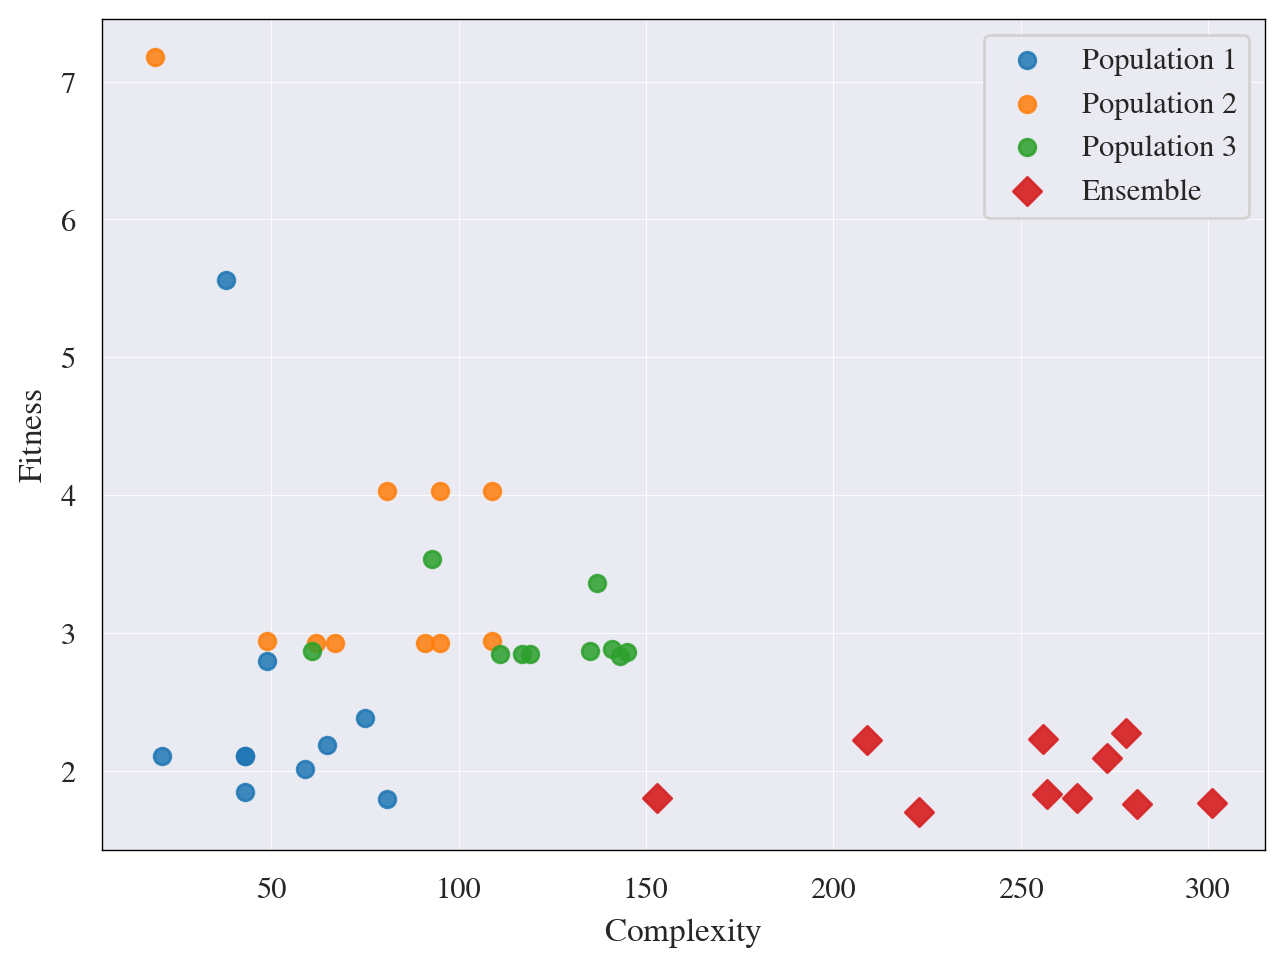 7
6
5
4
3
2
Fitness
50 100 150 200 250 300
Complexity
Population 1
Population 2
Population 3
Ensemble